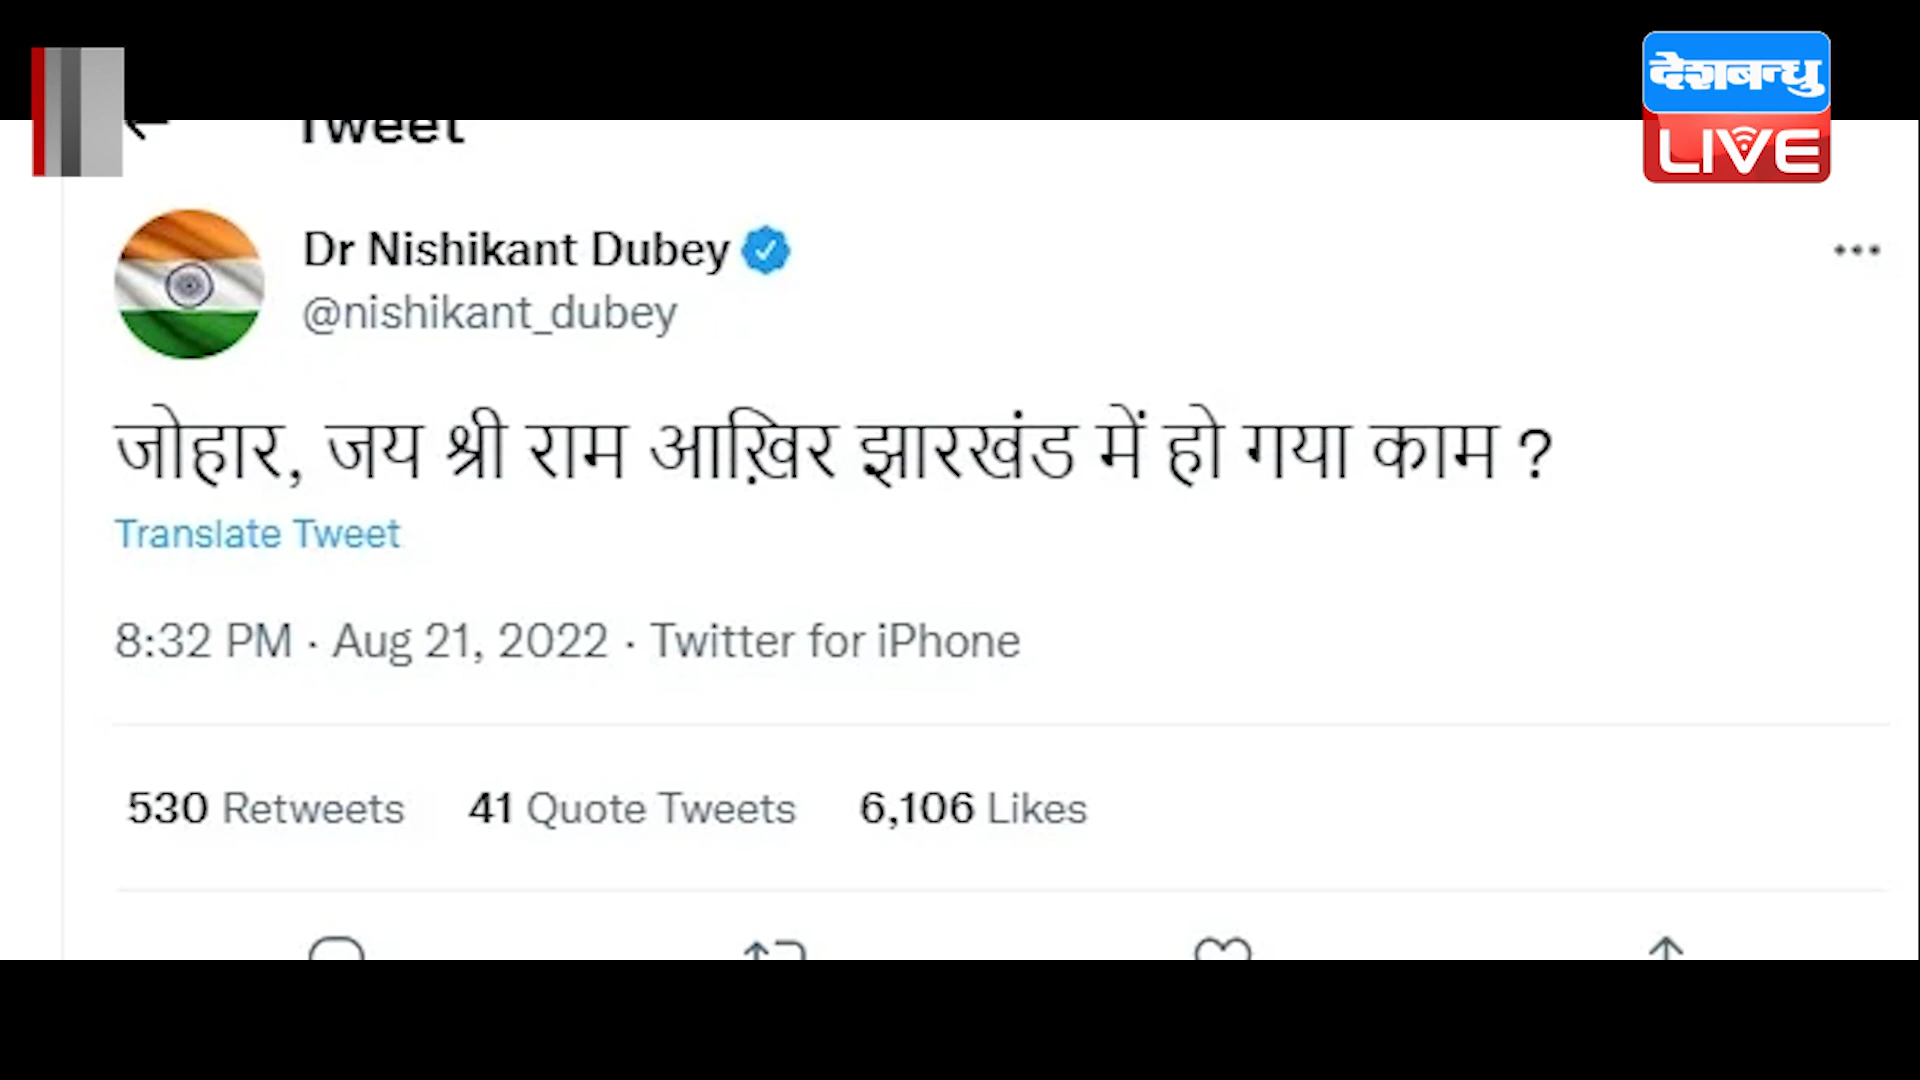 देशबन्धु
LIVE
Tweet
Dr Nishikant Dubey
@nishikant_dubey
जोहार, जय श्री राम आख़िर झारखंड में हो गया काम ?
Translate Tweet
8:32 PM · Aug 21, 2022 · Twitter for iPhone
530 Retweets 41 Quote Tweets 6,106 Likes